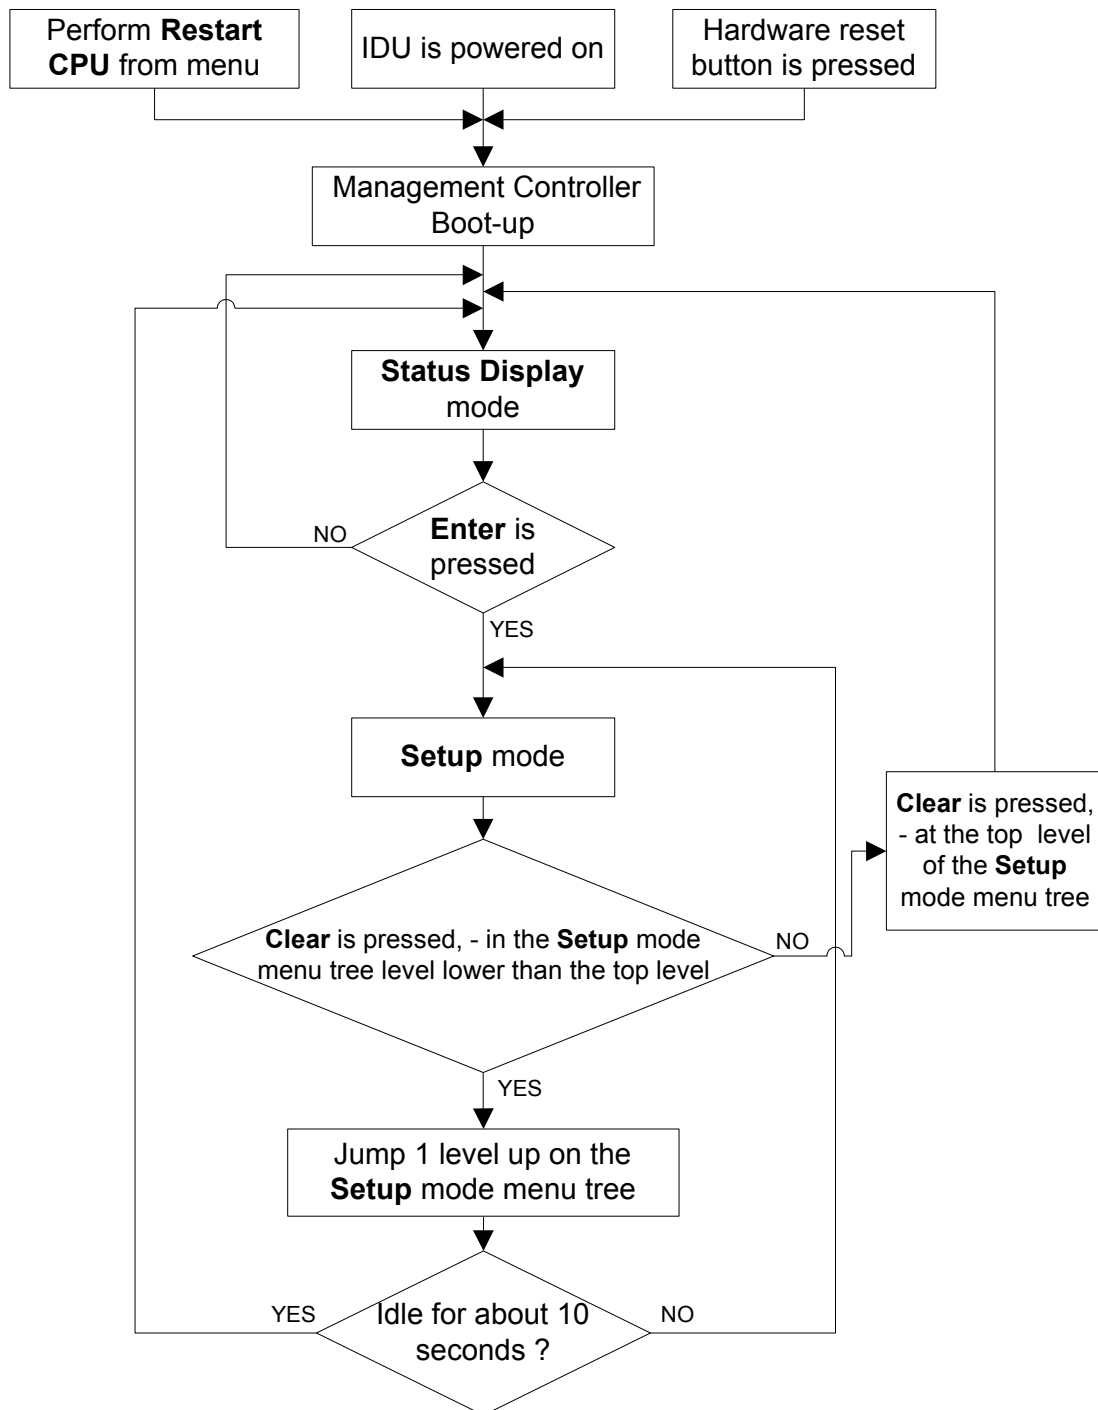 Perform Restart
CPU from menu
IDU is powered on
Hardware reset
button is pressed
Management Controller
Boot-up
Status Display
mode
NO
Enter is
pressed
YES
Setup mode
Clear is pressed,
- at the top level
of the Setup
mode menu tree
Clear is pressed, - in the Setup mode
menu tree level lower than the top level
NO
YES
Jump 1 level up on the
Setup mode menu tree
YES
Idle for about 10
seconds ?
NO